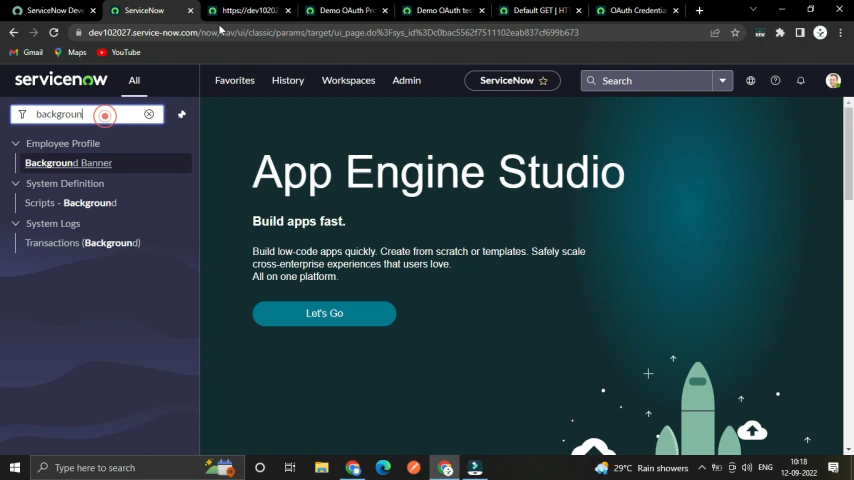 ServiceNow Deve
ServiceNow
https://dev10202
Demo OAuth Pro
Demo OAuth tes
Default GET | HT
OAuth Credentia
dev102027.service-now.com/now/nav/ui/classic/params/target/ui_page.do%3Fsys_id%3Dc0bac5562f7511102eab837cf699b673
Gmail
Maps
YouTube
servicenow
All
Favorites
History
Workspaces
Admin
ServiceNow
Search
backgroun
Employee Profile
Background Banner
System Definition
Scripts - Background
System Logs
Transactions (Background)
App Engine Studio
Build apps fast.
Build low-code apps quickly. Create from scratch or templates. Safely scale
cross-enterprise experiences that users love.
All on one platform.
Let's Go
Type here to search
29°C Rain showers
ENG
10:18
12-09-2022